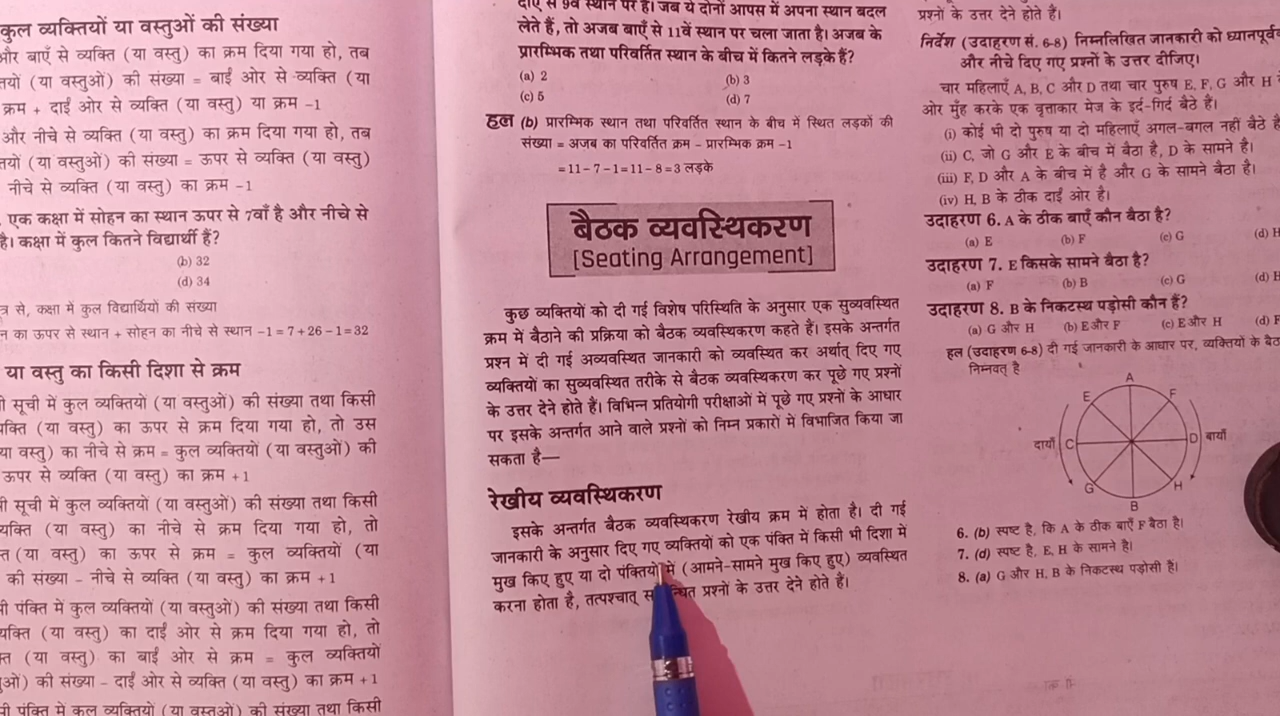 कुल व्यक्तियों या वस्तुओं की संख्या
और बाएँ से व्यक्ति (या वस्तु) का क्रम दिया गया हो, तब
तयों (या वस्तुओं) की संख्या = बाईं ओर से व्यक्ति (या
क्रम + दाईं ओर से व्यक्ति (या वस्तु) या क्रम −1
और नीचे से व्यक्ति (या वस्तु) का क्रम दिया गया हो, तब
तयों (या वस्तुओं) की संख्या = ऊपर से व्यक्ति (या वस्तु)
नीचे से व्यक्ति (या वस्तु) का क्रम −1
एक कक्षा में सोहन का स्थान ऊपर से 7वाँ है और नीचे से
है। कक्षा में कुल कितने विद्यार्थी हैं?
(b) 32
(d) 34
त्र से, कक्षा में कुल विद्यार्थियों की संख्या
न का ऊपर से स्थान + सोहन का नीचे से स्थान −1 = 7 + 26 − 1 = 32
या वस्तु का किसी दिशा से क्रम
ी सूची में कुल व्यक्तियों (या वस्तुओं) की संख्या तथा किसी
यक्ति (या वस्तु) का ऊपर से क्रम दिया गया हो, तो उस
या वस्तु) का नीचे से क्रम = कुल व्यक्तियों (या वस्तुओं) की
ऊपर से व्यक्ति (या वस्तु) का क्रम +1
ी सूची में कुल व्यक्तियों (या वस्तुओं) की संख्या तथा किसी
यक्ति (या वस्तु) का नीचे से क्रम दिया गया हो, तो
त (या वस्तु) का ऊपर से क्रम = कुल व्यक्तियों (या
की संख्या − नीचे से व्यक्ति (या वस्तु) का क्रम +1
ी पंक्ति में कुल व्यक्तियों (या वस्तुओं) की संख्या तथा किसी
यक्ति (या वस्तु) का दाईं ओर से क्रम दिया गया हो, तो
त (या वस्तु) का बाईं ओर से क्रम = कुल व्यक्तियों
ुओं) की संख्या − दाईं ओर से व्यक्ति (या वस्तु) का क्रम +1
ी पंक्ति में कुल व्यक्तियों (या वस्तुओं) की संख्या तथा किसी
दाएँ से 9वें स्थान पर है। जब ये दोनों आपस में अपना स्थान बदल
लेते हैं, तो अजब बाएँ से 11वें स्थान पर चला जाता है। अजब के
प्रारम्भिक तथा परिवर्तित स्थान के बीच में कितने लड़के हैं?
(a) 2 (b) 3
(c) 5 (d) 7
हल (b) प्रारम्भिक स्थान तथा परिवर्तित स्थान के बीच में स्थित लड़कों की
संख्या = अजब का परिवर्तित क्रम − प्रारम्भिक क्रम −1
= 11 − 7 − 1 = 11 − 8 = 3 लड़के
बैठक व्यवस्थिकरण
[Seating Arrangement]
कुछ व्यक्तियों को दी गई विशेष परिस्थिति के अनुसार एक सुव्यवस्थित
क्रम में बैठाने की प्रक्रिया को बैठक व्यवस्थिकरण कहते हैं। इसके अन्तर्गत
प्रश्न में दी गई अव्यवस्थित जानकारी को व्यवस्थित कर अर्थात् दिए गए
व्यक्तियों का सुव्यवस्थित तरीके से बैठक व्यवस्थिकरण कर पूछे गए प्रश्नों
के उत्तर देने होते हैं। विभिन्न प्रतियोगी परीक्षाओं में पूछे गए प्रश्नों के आधार
पर इसके अन्तर्गत आने वाले प्रश्नों को निम्न प्रकारों में विभाजित किया जा
सकता है—
रेखीय व्यवस्थिकरण
इसके अन्तर्गत बैठक व्यवस्थिकरण रेखीय क्रम में होता है। दी गई
जानकारी के अनुसार दिए गए व्यक्तियों को एक पंक्ति में किसी भी दिशा में
मुख किए हुए या दो पंक्तियों में (आमने-सामने मुख किए हुए) व्यवस्थित
करना होता है, तत्पश्चात् प्रश्नों के उत्तर देने होते हैं।
प्रश्नों के उत्तर देने होते हैं।
निर्देश (उदाहरण सं. 6-8) निम्नलिखित जानकारी को ध्यानपूर्वक
और नीचे दिए गए प्रश्नों के उत्तर दीजिए।
चार महिलाएँ A, B, C और D तथा चार पुरुष E, F, G और H
ओर मुँह करके एक वृत्ताकार मेज के इर्द-गिर्द बैठे हैं।
(i) कोई भी दो पुरुष या दो महिलाएँ अगल-बगल नहीं बैठे हैं
(ii) C, जो G और E के बीच में बैठा है, D के सामने है।
(iii) F, D और A के बीच में है और G के सामने बैठा है।
(iv) H, B के ठीक दाईं ओर है।
उदाहरण 6. A के ठीक बाएँ कौन बैठा है?
(a) E (b) F (c) G (d) H
उदाहरण 7. E किसके सामने बैठा है?
(a) F (b) B (c) G (d) H
उदाहरण 8. B के निकटस्थ पड़ोसी कौन हैं?
(a) G और H (b) E और F (c) E और H (d) F
हल (उदाहरण 6-8) दी गई जानकारी के आधार पर, व्यक्तियों के बैठ
निम्नवत् है
A
E F
दायाँ C D बायाँ
G H
B
6. (b) स्पष्ट है, कि A के ठीक बाएँ F बैठा है।
7. (d) स्पष्ट है, E, H के सामने है।
8. (a) G और H, B के निकटस्थ पड़ोसी हैं।